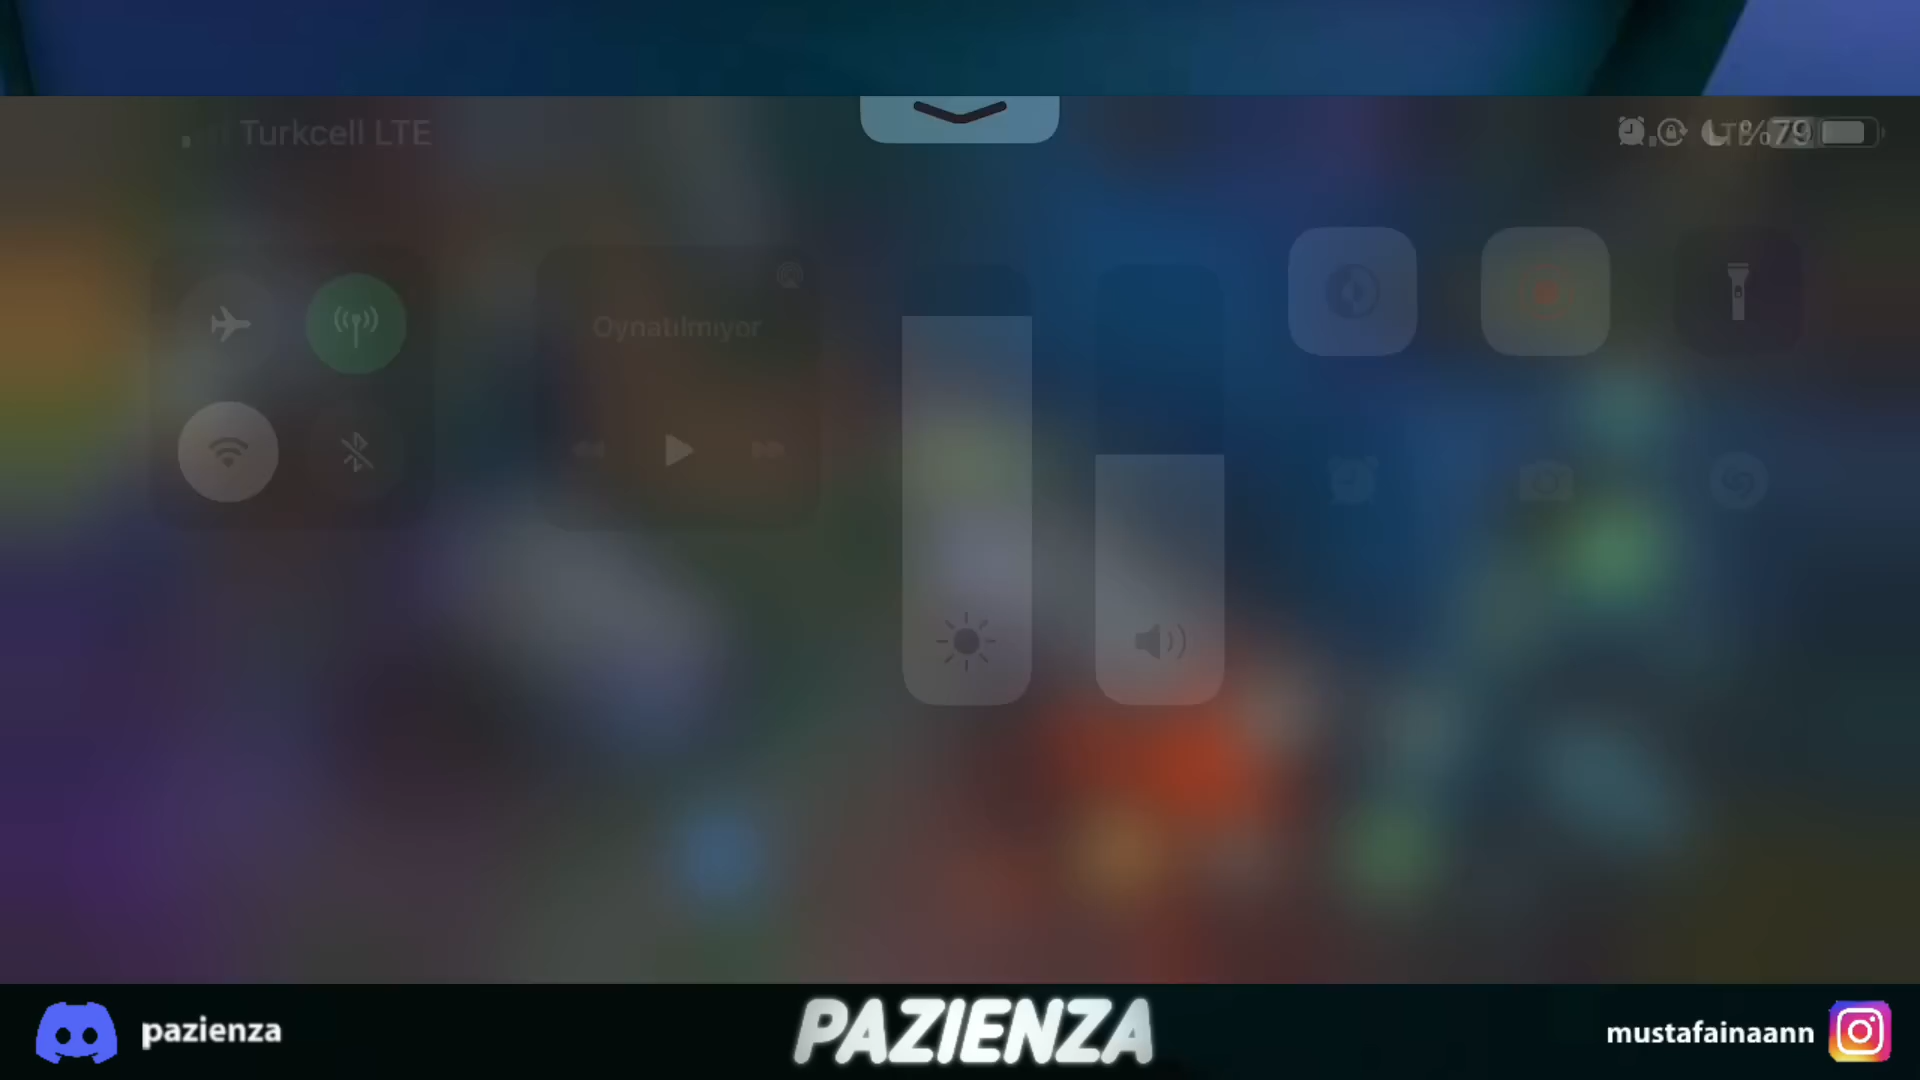 Turkcell LTE
%79
Oynatılmıyor
pazienza
PAZIENZA
mustafainaann